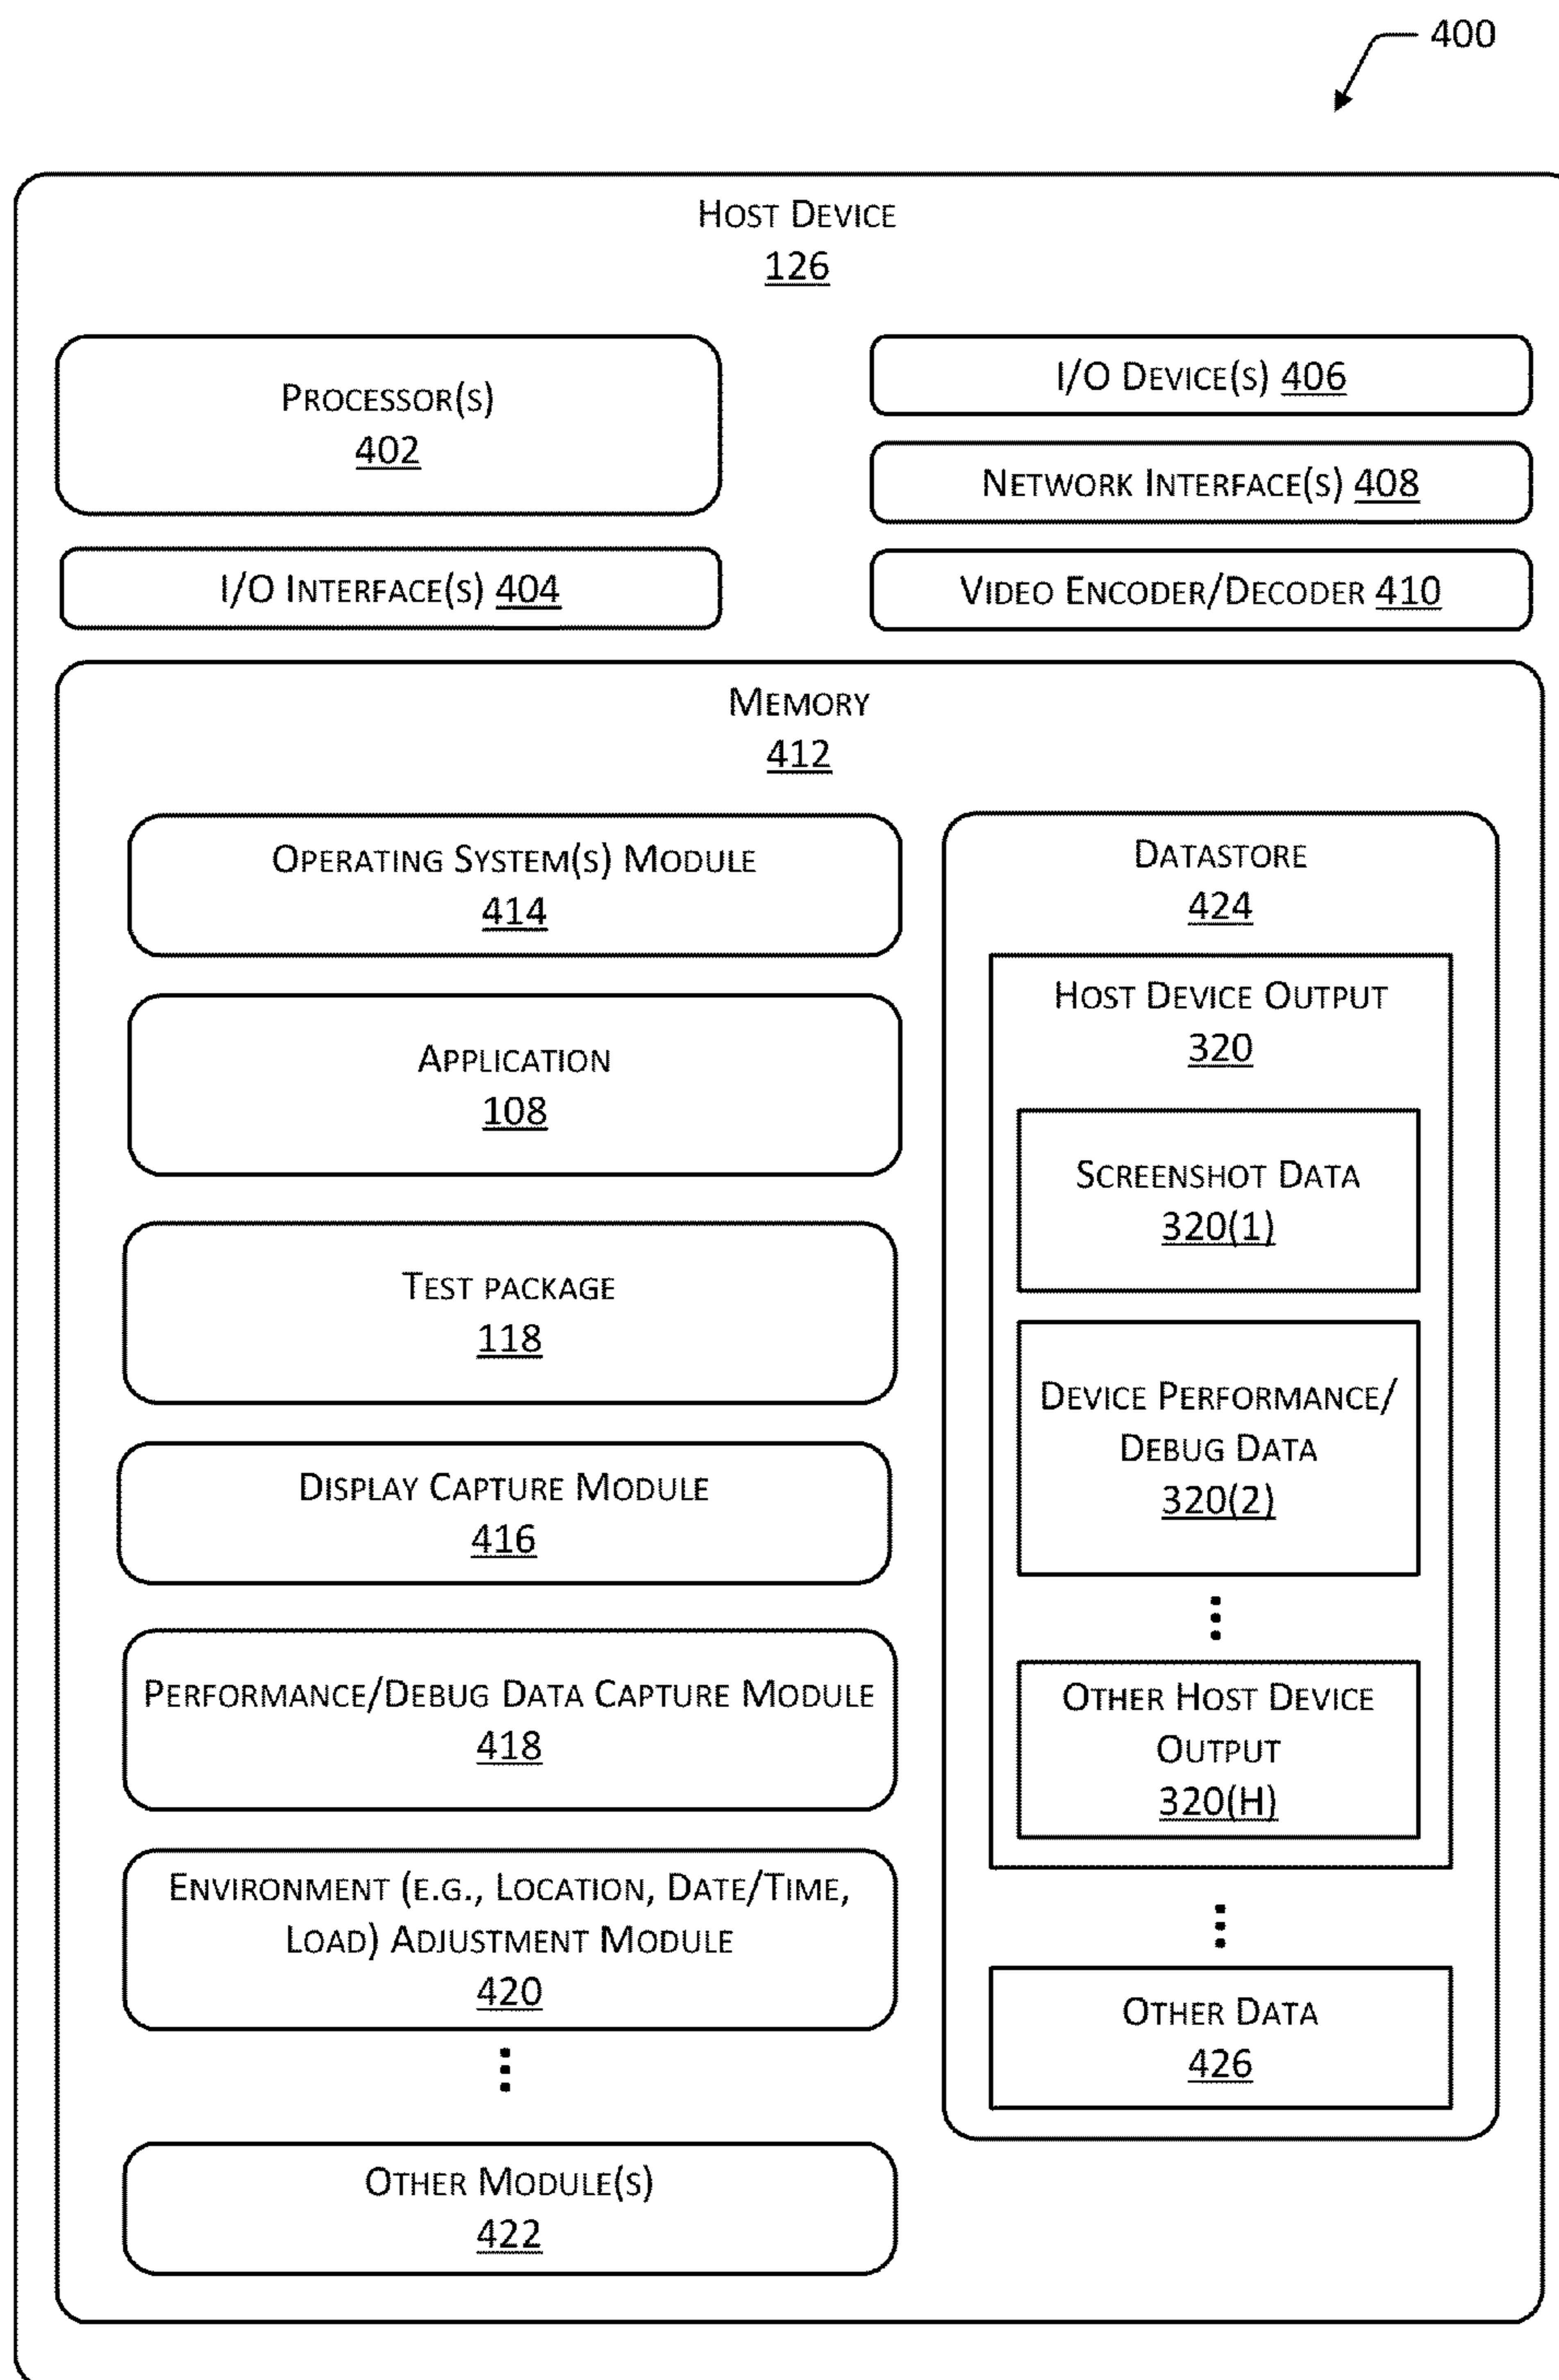 400
Host Device
126
Processor(s)
402
I/O Interface(s) 404
I/O Device(s) 406
Network Interface(s) 408
Video Encoder/Decoder 410
Memory
412
Operating System(s) Module
414
Application
108
Test package
118
Display Capture Module
416
Performance/Debug Data Capture Module
418
Environment (e.g., Location, Date/Time,
Load) Adjustment Module
420
Other Module(s)
422
Datastore
424
Host Device Output
320
Screenshot Data
320(1)
Device Performance/
Debug Data
320(2)
Other Host Device
Output
320(H)
Other Data
426